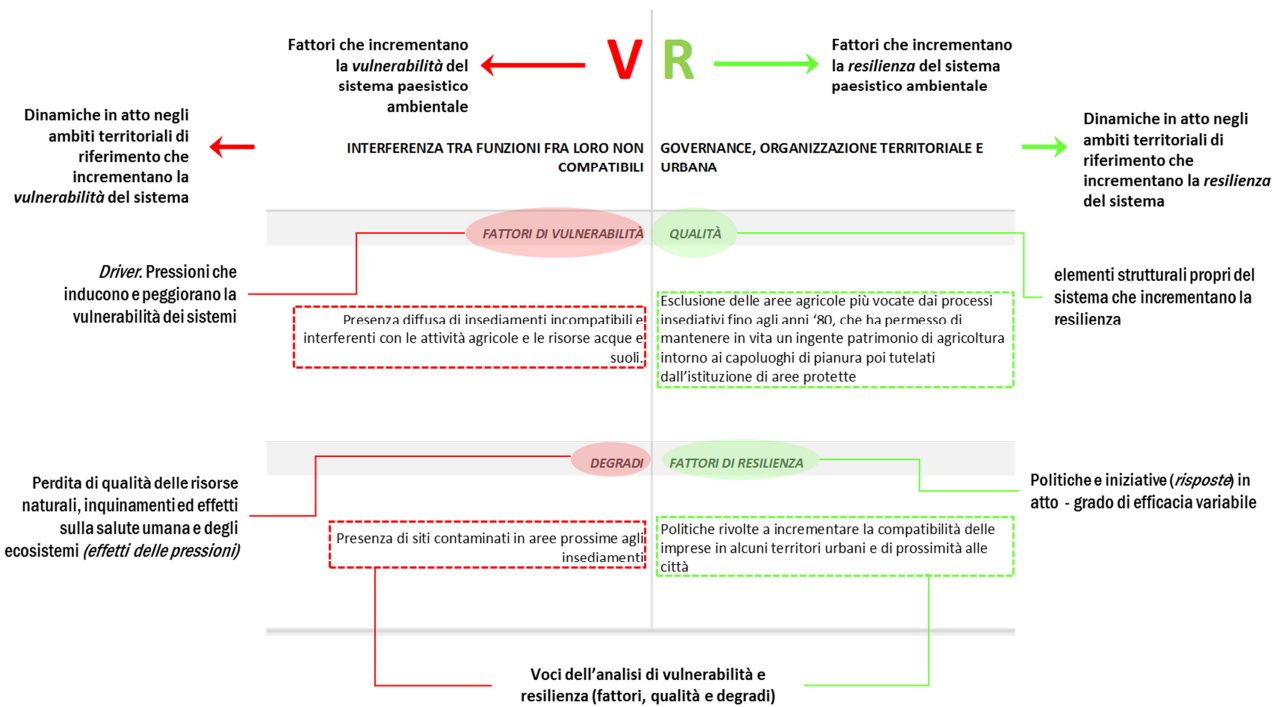 Fattori che incrementano
la vulnerabilità del
sistema paesistico
ambientale
V
R
Fattori che incrementano
la resilienza del sistema
paesistico ambientale
Dinamiche in atto negli
ambiti territoriali di
riferimento che
incrementano la
vulnerabilità del sistema
INTERFERENZA TRA FUNZIONI FRA LORO NON
COMPATIBILI
GOVERNANCE, ORGANIZZAZIONE TERRITORIALE E
URBANA
Dinamiche in atto negli
ambiti territoriali di
riferimento che
incrementano la resilienza
del sistema
FATTORI DI VULNERABILITÀ
QUALITÀ
Driver. Pressioni che
inducono e peggiorano la
vulnerabilità dei sistemi
Presenza diffusa di insediamenti incompatibili e
interferenti con le attività agricole e le risorse acque e
suoli.
Esclusione delle aree agricole più vocate dai processi
insediativi fino agli anni ‘80, che ha permesso di
mantenere in vita un ingente patrimonio di agricoltura
intorno ai capoluoghi di pianura poi tutelati
dall’istituzione di aree protette
elementi strutturali propri del
sistema che incrementano la
resilienza
DEGRADI
FATTORI DI RESILIENZA
Perdita di qualità delle risorse
naturali, inquinamenti ed effetti
sulla salute umana e degli
ecosistemi (effetti delle pressioni)
Presenza di siti contaminati in aree prossime agli
insediamenti
Politiche rivolte a incrementare la compatibilità delle
imprese in alcuni territori urbani e di prossimità alle
città
Politiche e iniziative (risposte) in
atto - grado di efficacia variabile
Voci dell’analisi di vulnerabilità e
resilienza (fattori, qualità e degradi)